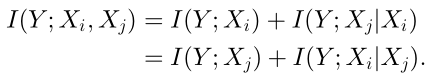 I(Y; X_i, X_j) = I(Y; X_i) + I(Y; X_j|X_i)
= I(Y; X_j) + I(Y; X_i|X_j).